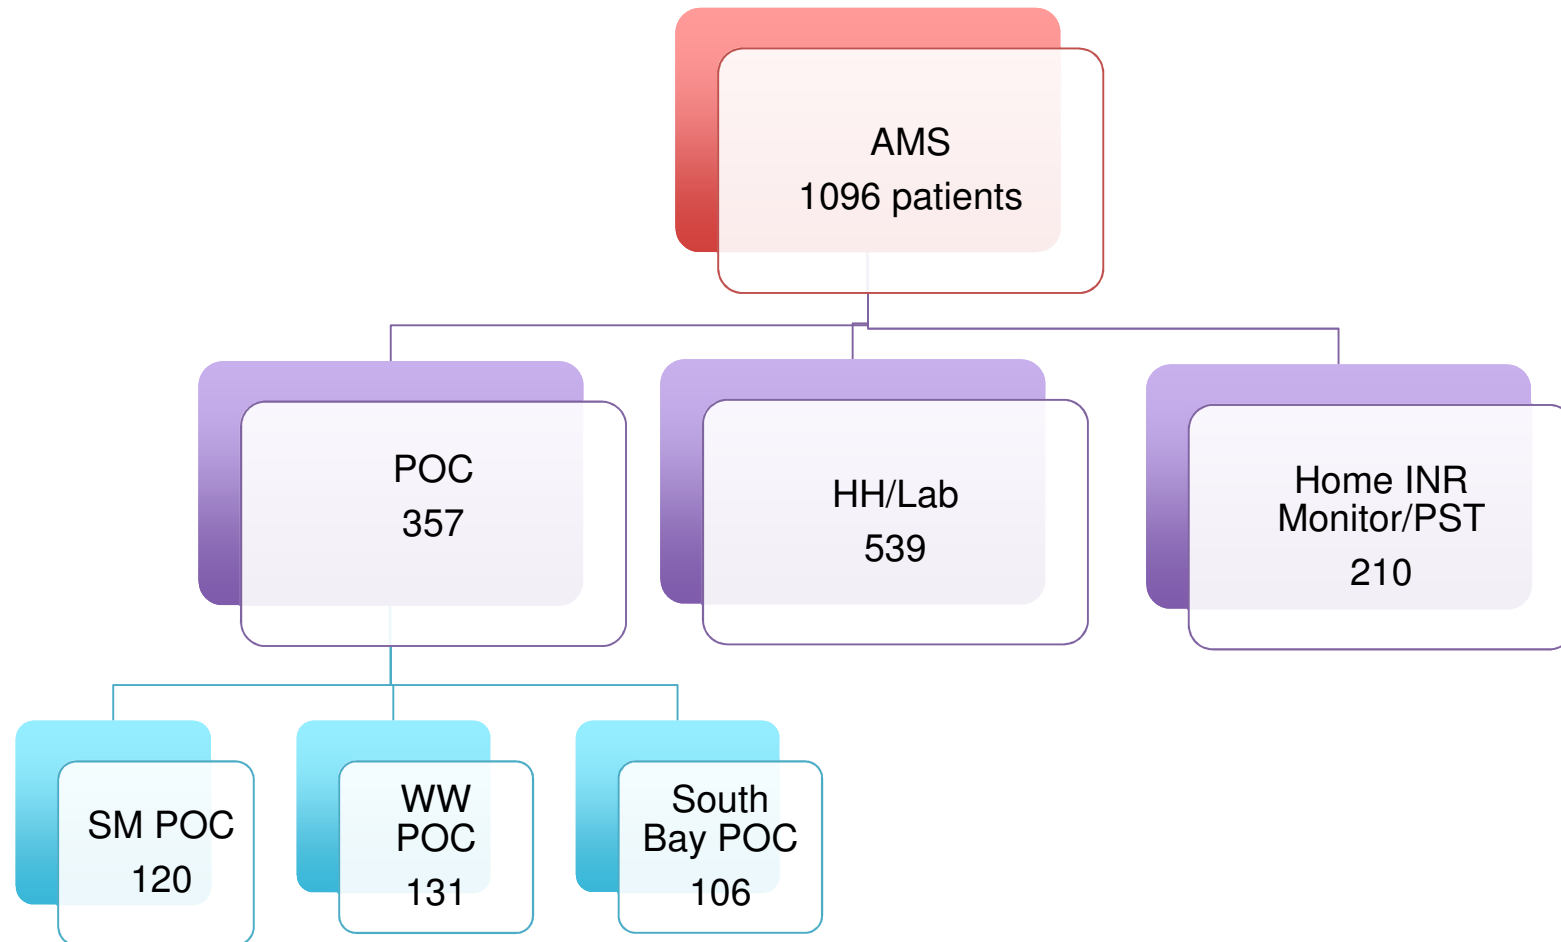 AMS
1096 patients
POC
357
HH/Lab
539
Home INR
Monitor/PST
210
SM POC
120
WW
POC
131
South
Bay POC
106